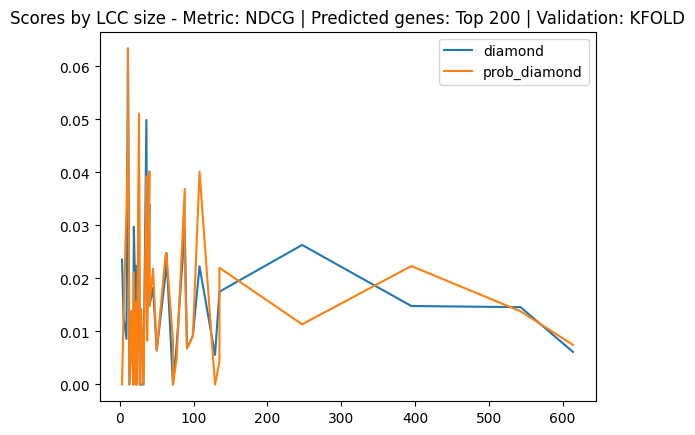 Scores by LCC size - Metric: NDCG | Predicted genes: Top 200 | Validation: KFOLD
diamond
prob_diamond
0.06
0.05
0.04
0.03
0.02
0.01
0.00
0 100 200 300 400 500 600